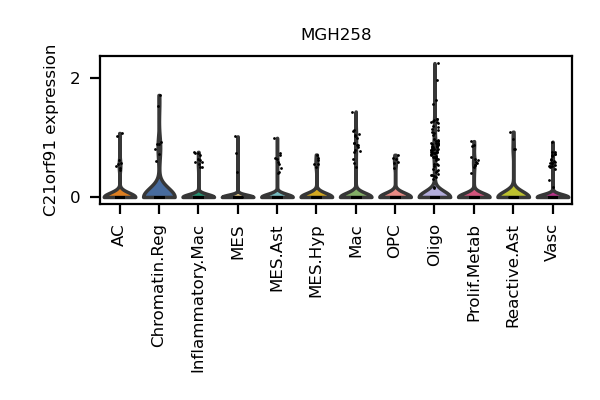 MGH258
C21orf91 expression
2
0
AC
Chromatin.Reg
Inflammatory.Mac
MES
MES.Ast
MES.Hyp
Mac
OPC
Oligo
Prolif.Metab
Reactive.Ast
Vasc